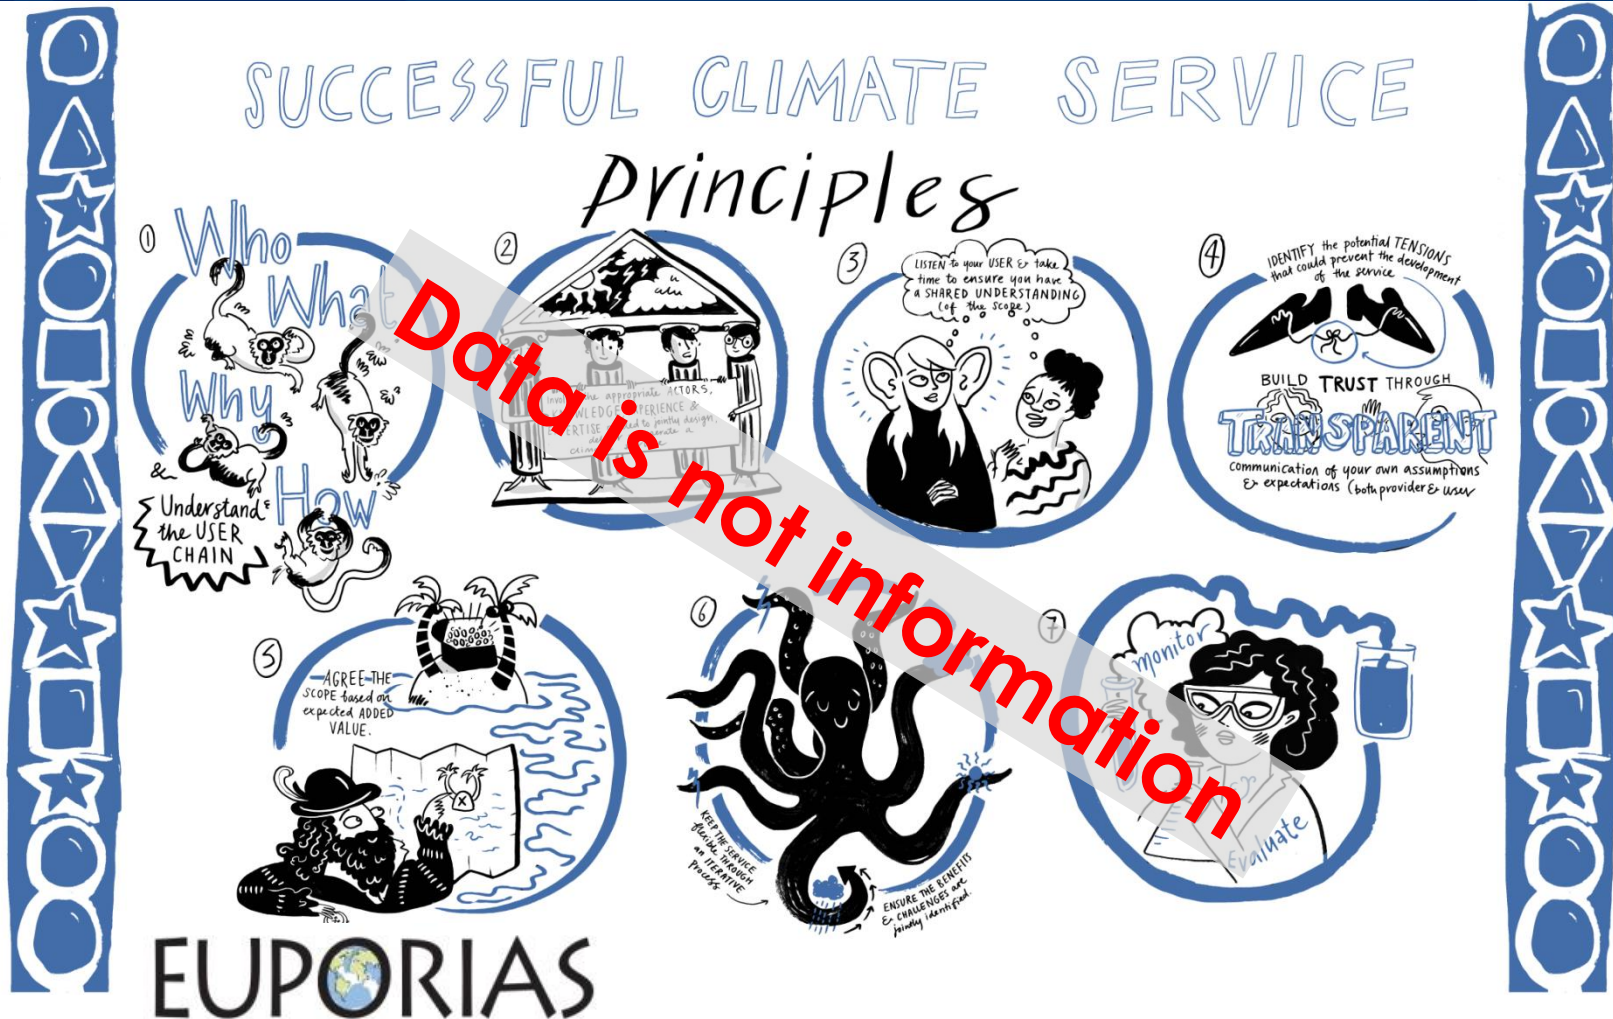 SUCCESSFUL CLIMATE SERVICE
Principles
1
Who
What
Why
&
How
Understand
the USER
CHAIN
2
the appropriate ACTORS,
EXPERIENCE &
to jointly design,
a
3
LISTEN to your USER & take
time to ensure you have
a SHARED UNDERSTANDING
(of the scope)
4
IDENTIFY the potential TENSIONS
that could prevent the development
of the service
BUILD TRUST THROUGH
TRANSPARENT
communication of your own assumptions
& expectations (both provider & user
5
AGREE THE
SCOPE based on
expected ADDED
VALUE.
X
6
KEEP THE SERVICE
flexible THROUGH
an ITERATIVE
process
ENSURE THE BENEFITS
& CHALLENGES are
jointly identified.
7
monitor
Evaluate
Data is not information
EUPORIAS